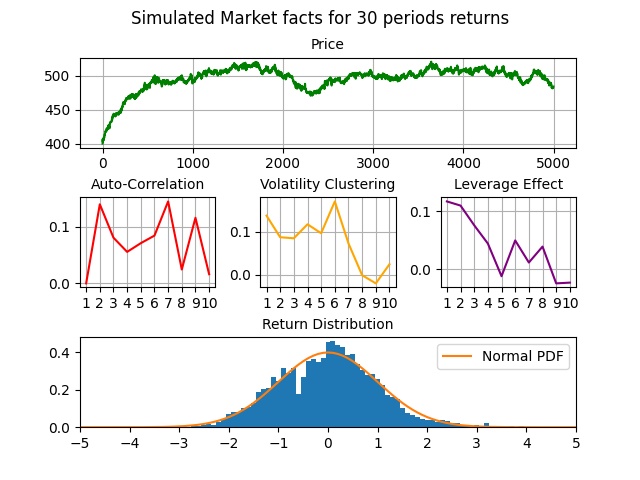 Simulated Market facts for 30 periods returns
Price
500
450
400
0 1000 2000 3000 4000 5000
Auto-Correlation Volatility Clustering Leverage Effect
0.1 0.1 0.1
0.0 0.0 0.0
1 2 3 4 5 6 7 8 9 10 1 2 3 4 5 6 7 8 9 10 1 2 3 4 5 6 7 8 9 10
Return Distribution
0.4 Normal PDF
0.2
0.0
−5 −4 −3 −2 −1 0 1 2 3 4 5